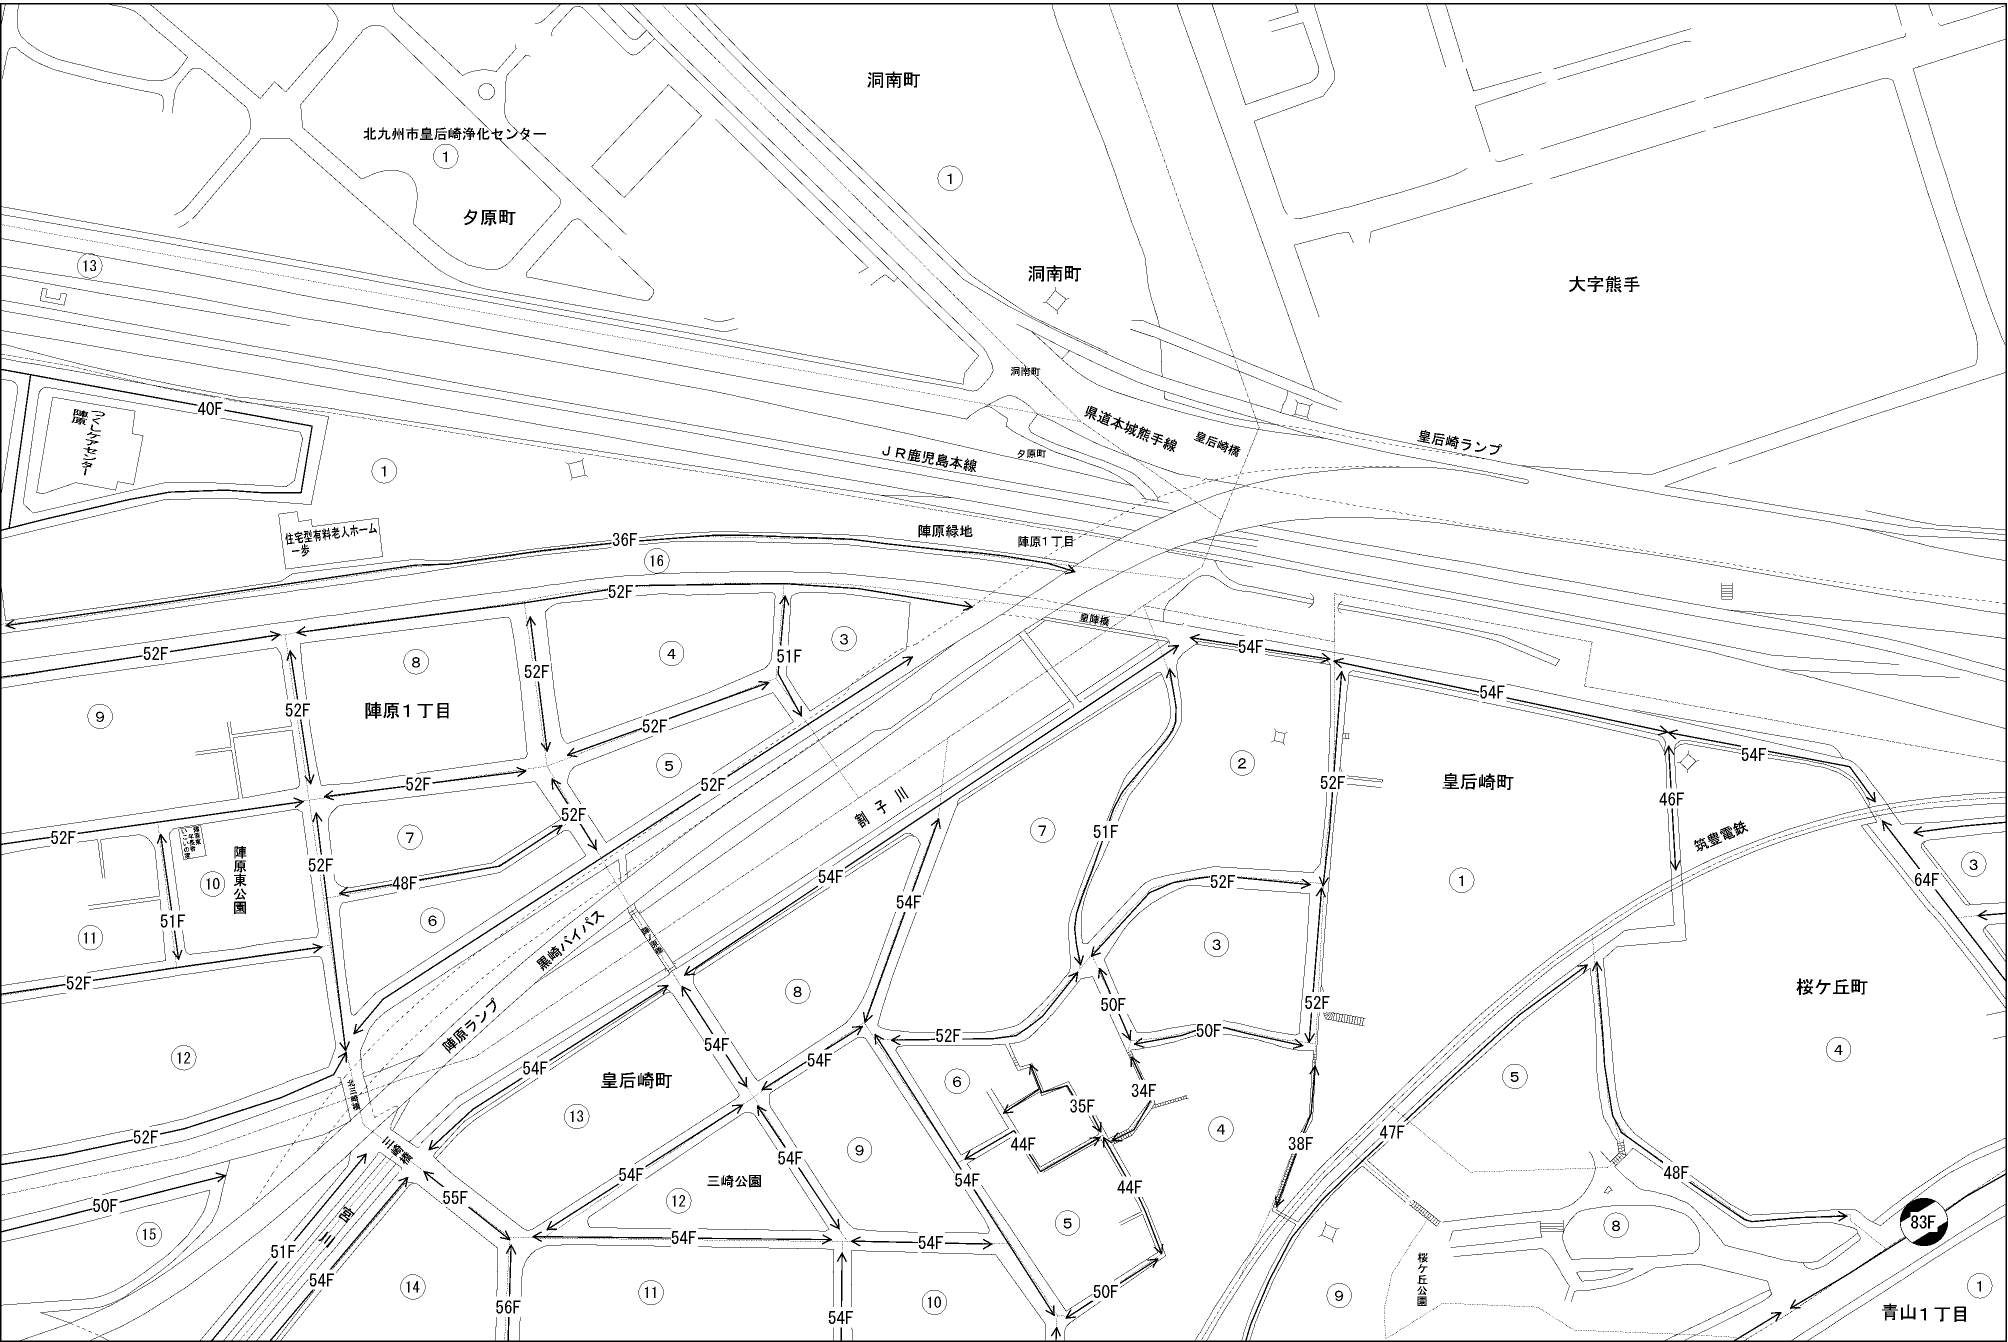 洞南町
北九州市皇后崎浄化センター
①
①
夕原町
⑬
洞南町
大字熊手
洞南町
40F
県道本城熊手線
皇后崎橋
皇后崎ランプ
ＪＲ鹿児島本線
夕原町
①
住宅型有料老人ホーム
一歩
陣原緑地
36F
陣原１丁目
⑯
52F
皇陣橋
52F
⑧
④
③
51F
54F
52F
54F
⑨
52F
陣原１丁目
52F
54F
⑤
②
皇后崎町
52F
52F
52F
52F
46F
割子川
52F
筑豊電鉄
52F
⑦
⑦
51F
陣原東公園
52F
③
⑩
48F
54F
54F
52F
①
64F
51F
⑥
⑪
黒崎バイパス
③
52F
⑧
桜ケ丘町
陣原ランプ
50F
52F
52F
50F
⑫
54F
54F
54F
④
皇后崎町
⑥
⑤
34F
35F
⑬
三崎橋
④
47F
52F
44F
38F
⑨
54F
54F
48F
三崎公園
54F
44F
55F
⑫
50F
⑮
⑤
⑧
83F
54F
54F
51F
54F
桜ケ丘公園
⑭
⑪
50F
⑩
⑨
①
56F
54F
青山１丁目